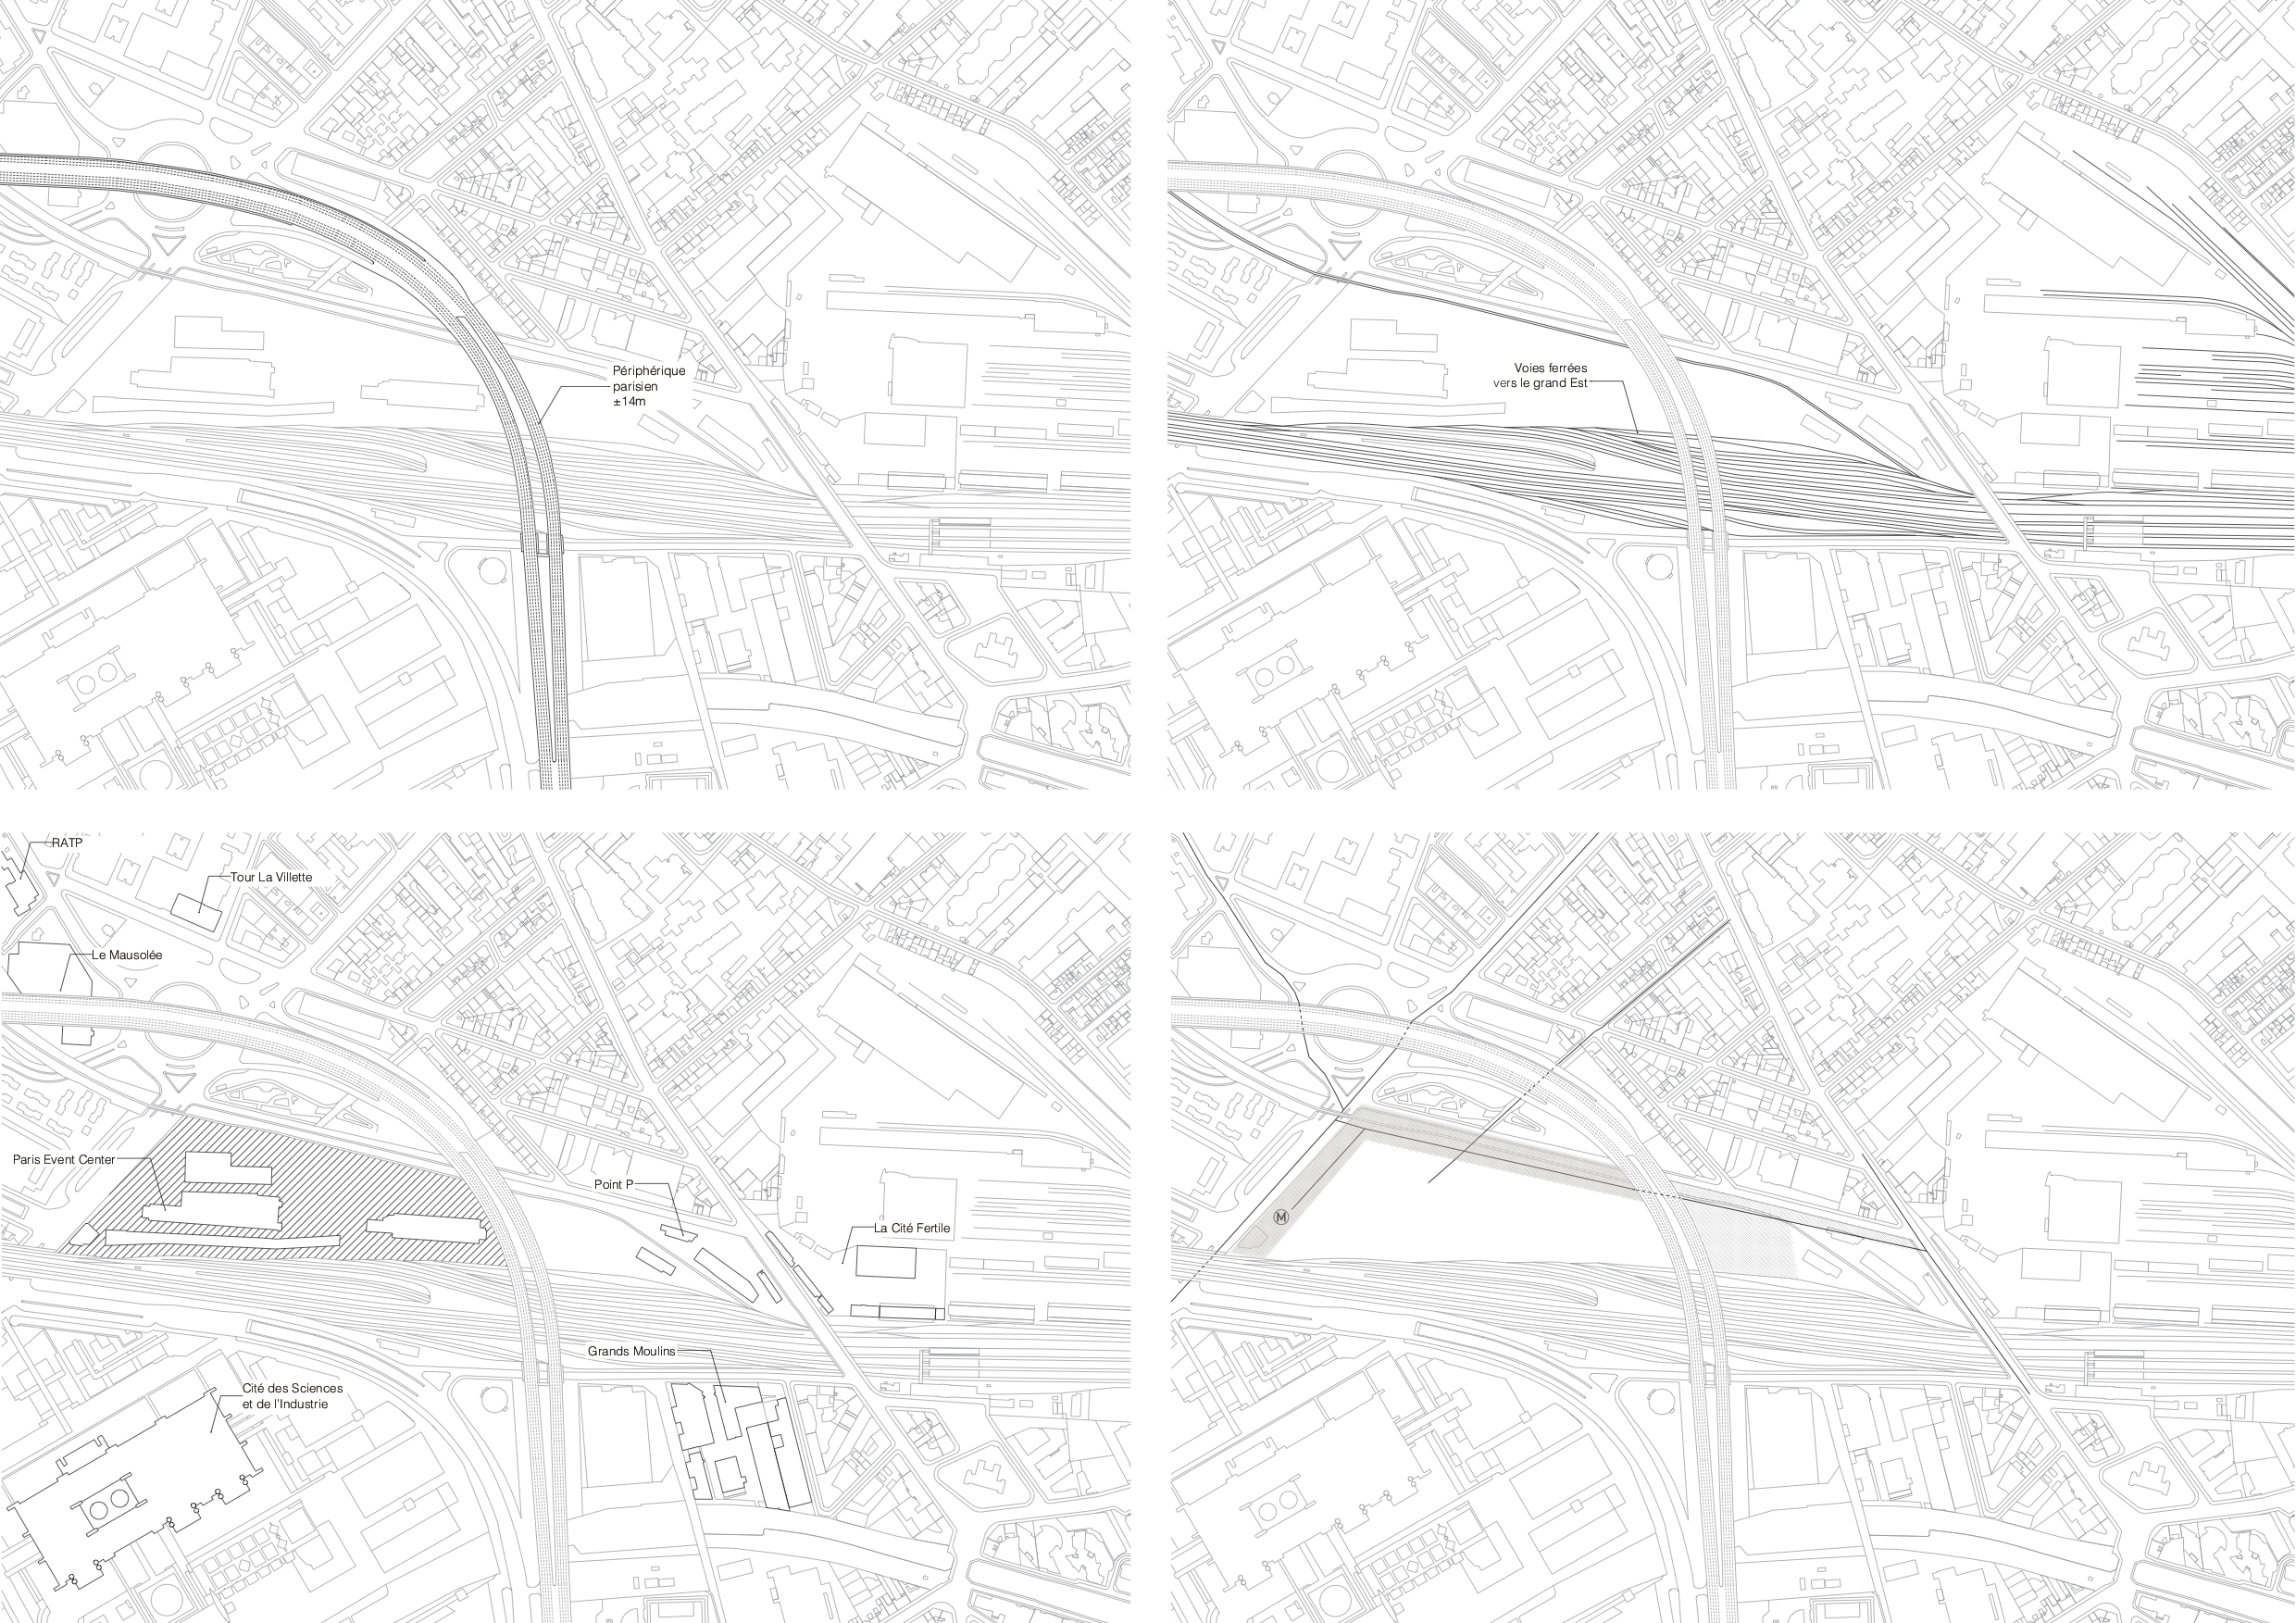 Périphérique
parisien
±14m
Voies ferrées
vers le grand Est
RATP
Tour La Villette
Le Mausolée
Paris Event Center
Point P
La Cité Fertile
Grands Moulins
Cité des Sciences
et de l'Industrie
M